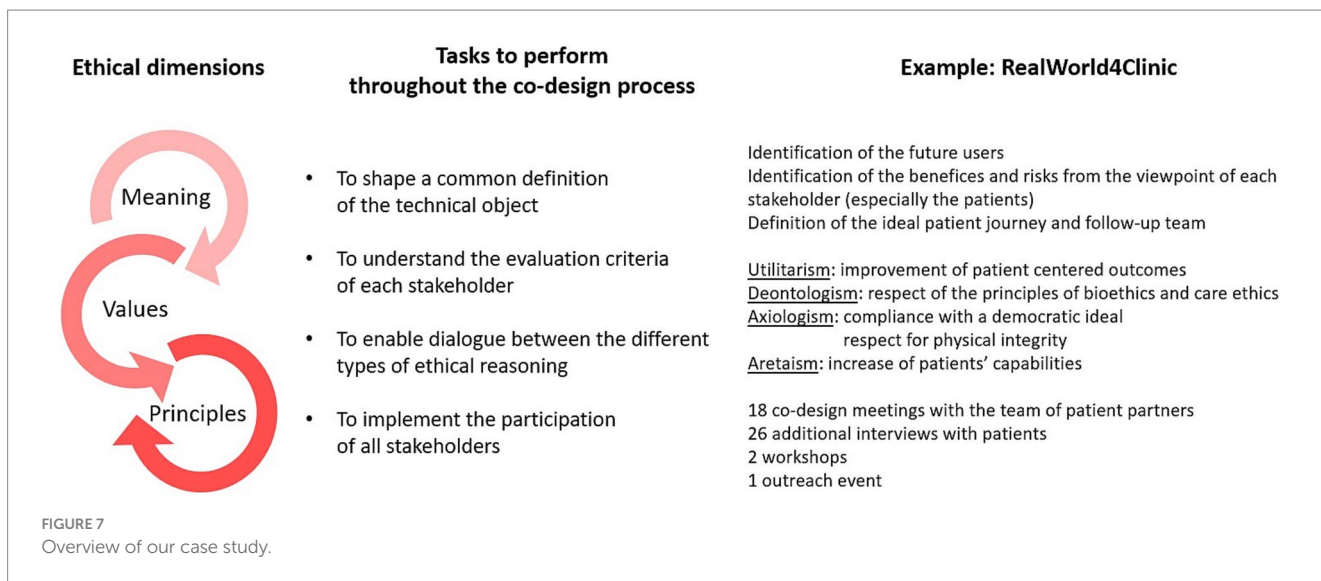 Ethical dimensions
Meaning
Values
Principles
Tasks to perform
throughout the co-design process
• To shape a common definition
of the technical object
• To understand the evaluation criteria
of each stakeholder
• To enable dialogue between the different
types of ethical reasoning
• To implement the participation
of all stakeholders
Example: RealWorld4Clinic
Identification of the future users
Identification of the benefices and risks from the viewpoint of each
stakeholder (especially the patients)
Definition of the ideal patient journey and follow-up team
Utilitarism: improvement of patient centered outcomes
Deontologism: respect of the principles of bioethics and care ethics
Axiologism: compliance with a democratic ideal
respect for physical integrity
Aretaism: increase of patients' capabilities
18 co-design meetings with the team of patient partners
26 additional interviews with patients
2 workshops
1 outreach event
FIGURE 7
Overview of our case study.